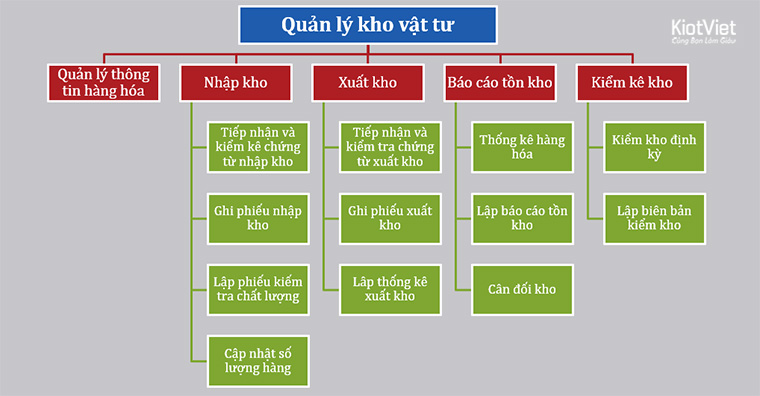 Quản lý kho vật tư
KiotViet
Cùng Bạn Làm Giàu
Quản lý thông
tin hàng hóa
Nhập kho
Xuất kho
Báo cáo tồn kho
Kiểm kê kho
Tiếp nhận và
kiểm kê chứng
từ nhập kho
Tiếp nhận và
kiểm tra chứng
từ xuất kho
Thống kê hàng
hóa
Kiểm kho định
kỳ
Ghi phiếu nhập
kho
Ghi phiếu xuất
kho
Lập báo cáo tồn
kho
Lập biên bản
kiểm kho
Lập phiếu kiểm
tra chất lượng
Lâp thống kê
xuất kho
Cân đối kho
Cập nhật số
lượng hàng